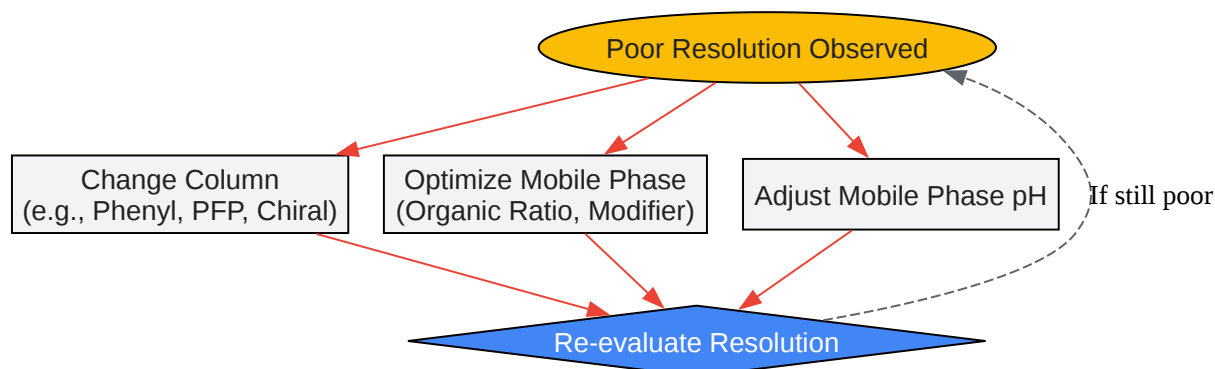 Poor Resolution Observed
Change Column
(e.g., Phenyl, PFP, Chiral)
Optimize Mobile Phase
(Organic Ratio, Modifier)
Adjust Mobile Phase pH
If still poor
Re-evaluate Resolution